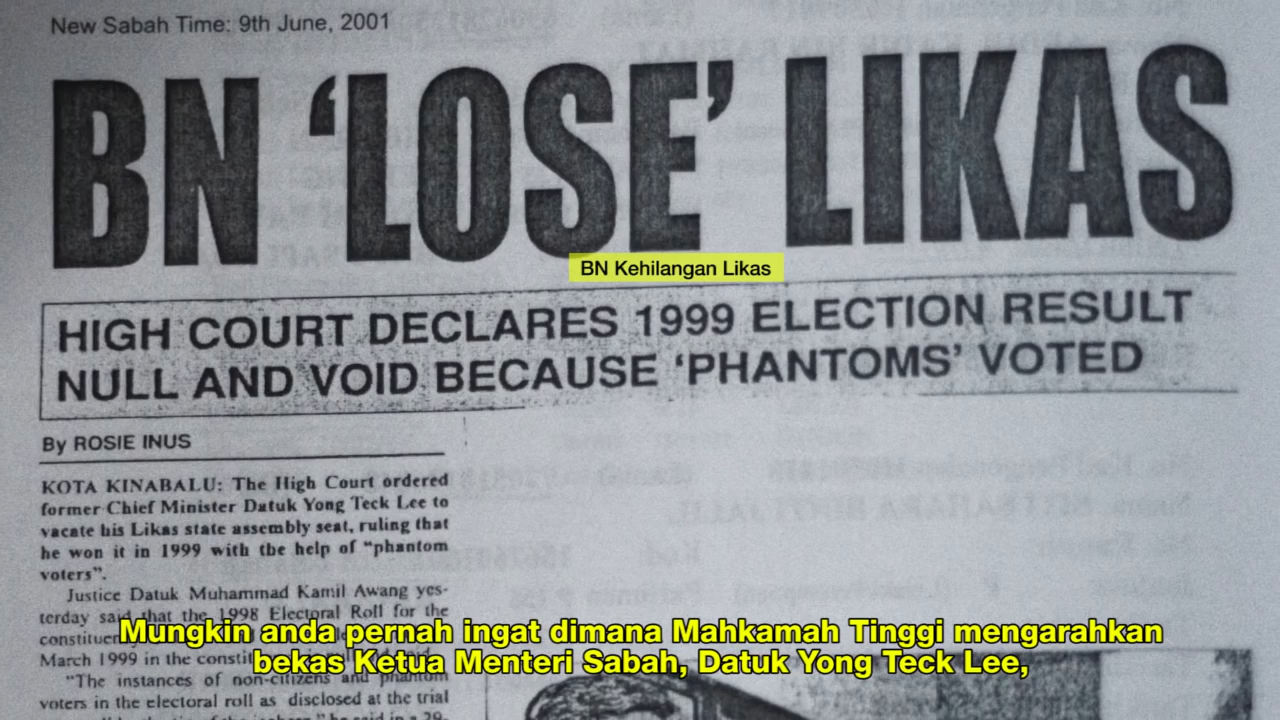 New Sabah Time: 9th June, 2001
BN ‘LOSE’ LIKAS
BN Kehilangan Likas
HIGH COURT DECLARES 1999 ELECTION RESULT
NULL AND VOID BECAUSE ‘PHANTOMS’ VOTED
By ROSIE INUS
KOTA KINABALU: The High Court ordered
former Chief Minister Datuk Yong Teck Lee to
vacate his Likas state assembly seat, ruling that
he won it in 1999 with the help of “phantom
voters”.
Justice Datuk Muhammad Kamil Awang yes-
terday said that the 1998 Electoral Roll for the
Mungkin anda pernah ingat dimana Mahkamah Tinggi mengarahkan
March 1999 in the
bekas Ketua Menteri Sabah, Datuk Yong Teck Lee,
“The instances of non-citizens and phantom
voters in the electoral roll as disclosed at the trial